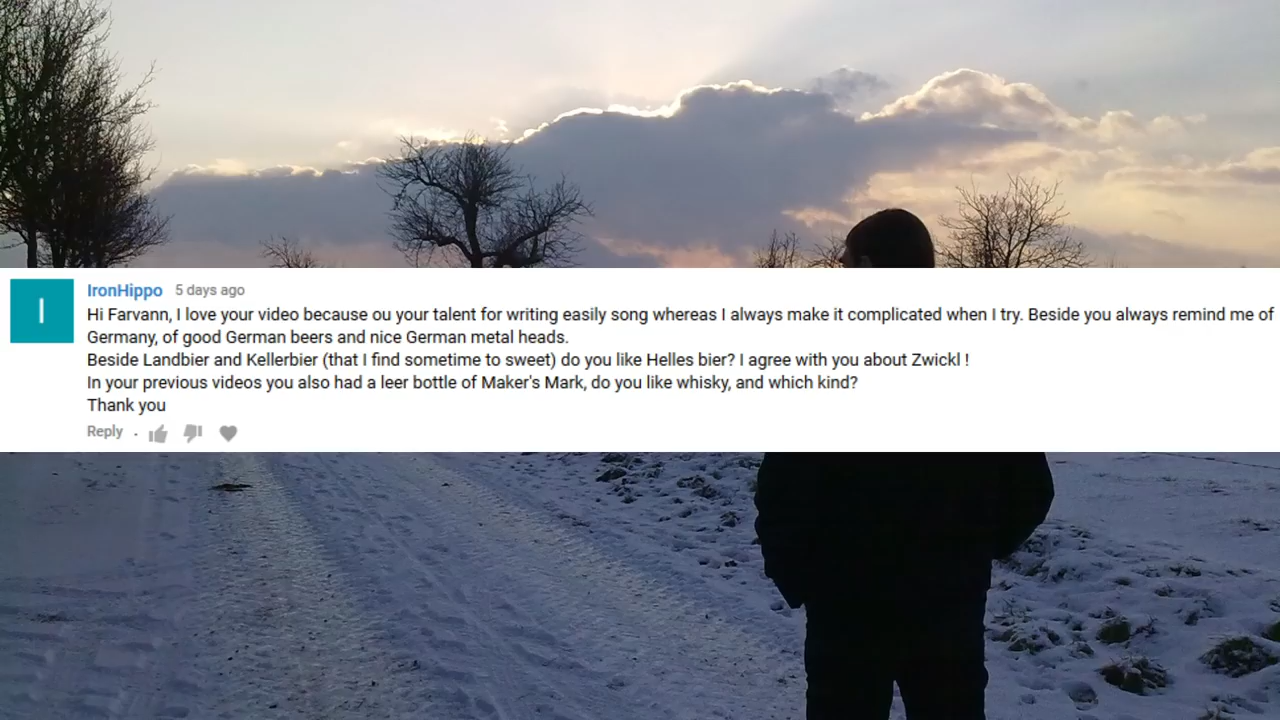 I
IronHippo 5 days ago
Hi Farvann, I love your video because ou your talent for writing easily song whereas I always make it complicated when I try. Beside you always remind me of
Germany, of good German beers and nice German metal heads.
Beside Landbier and Kellerbier (that I find sometime to sweet) do you like Helles bier? I agree with you about Zwickl !
In your previous videos you also had a leer bottle of Maker's Mark, do you like whisky, and which kind?
Thank you
Reply ·